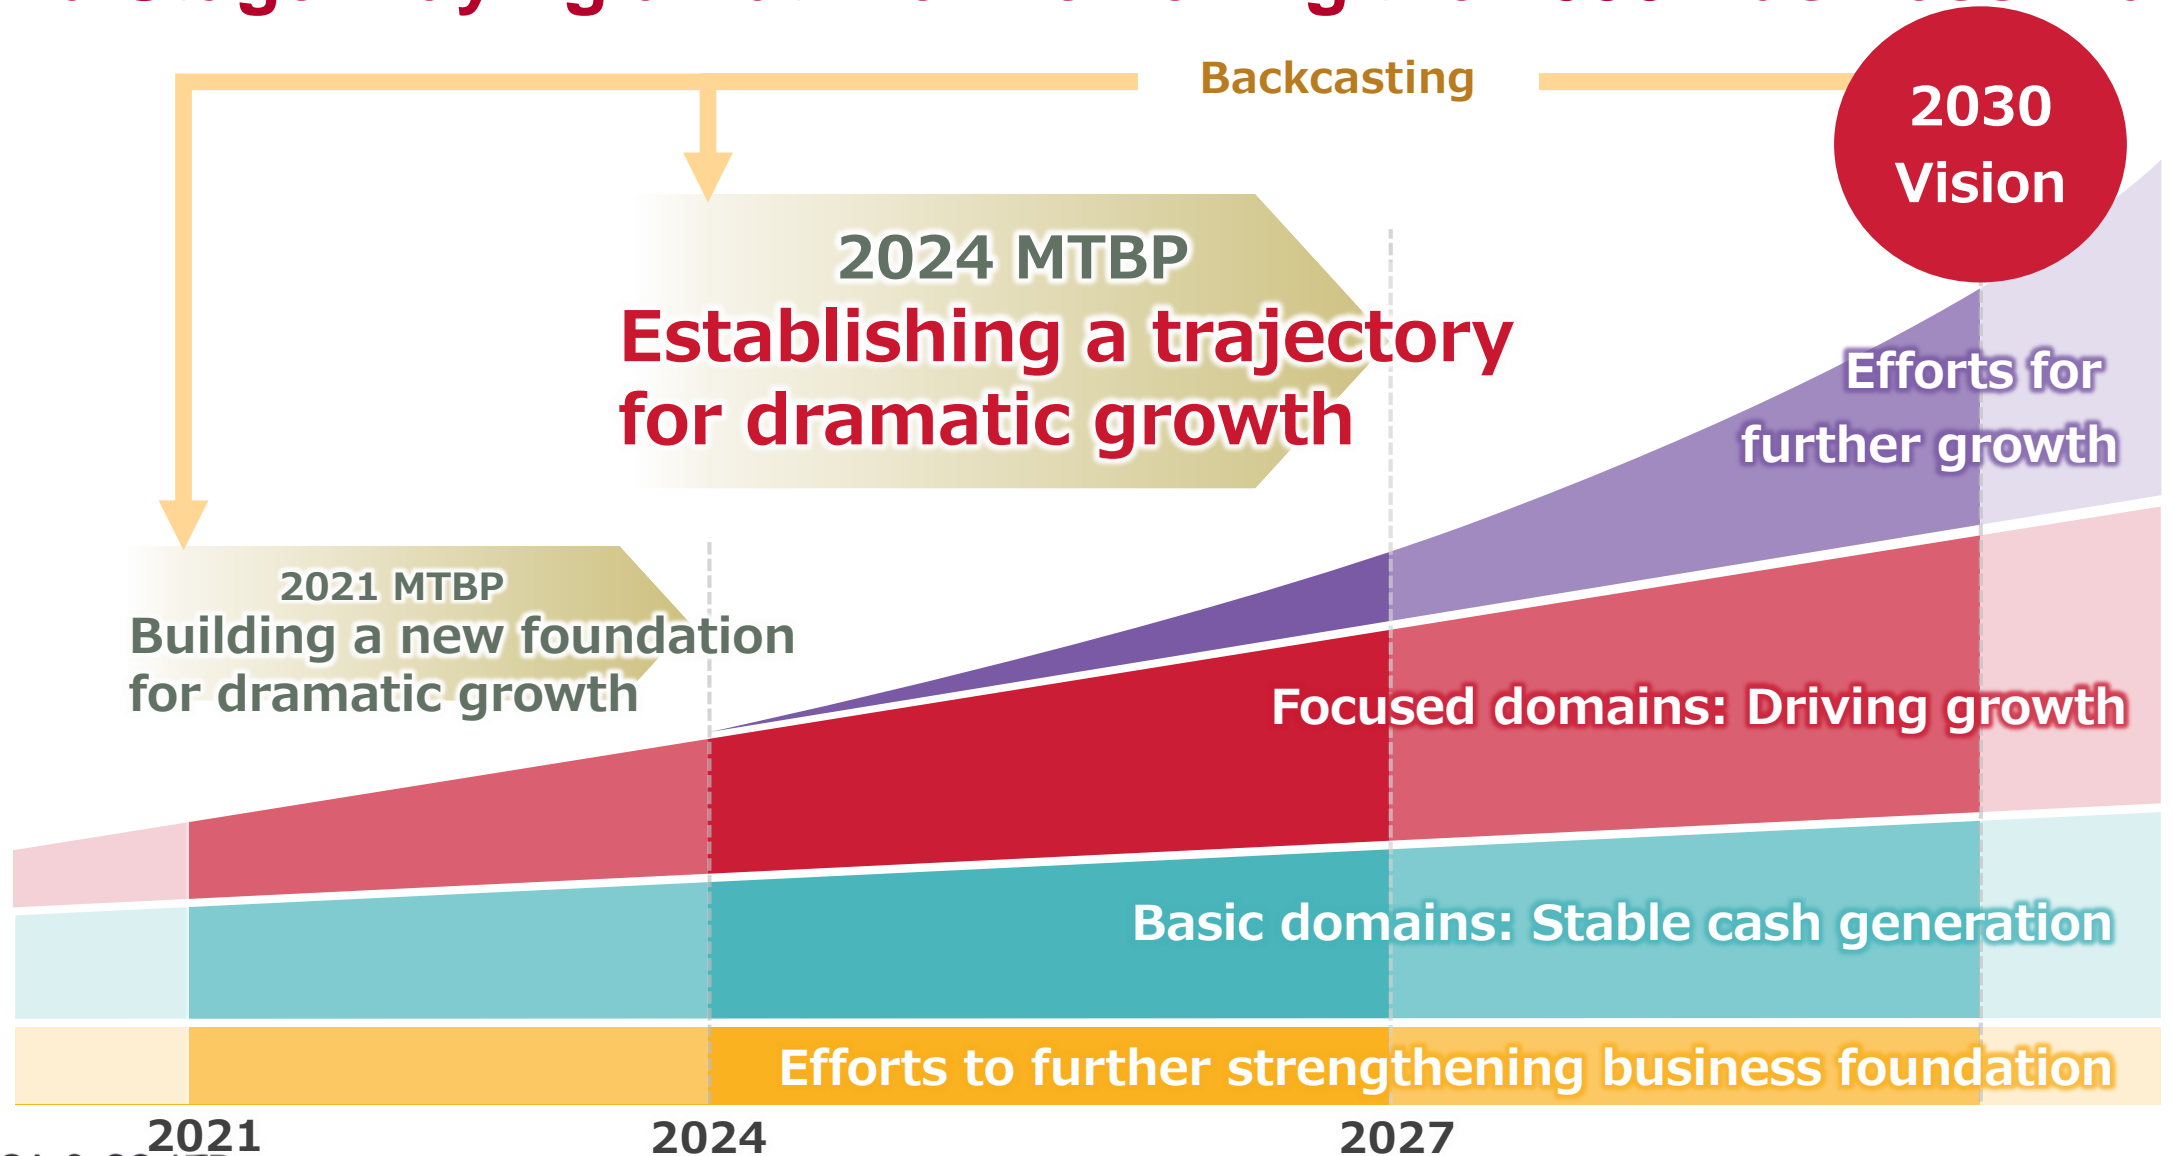 Backcasting
2030
Vision
2024 MTBP
Establishing a trajectory
for dramatic growth
Efforts for
further growth
2021 MTBP
Building a new foundation
for dramatic growth
Focused domains: Driving growth
Basic domains: Stable cash generation
Efforts to further strengthening business foundation
2021
2024
2027